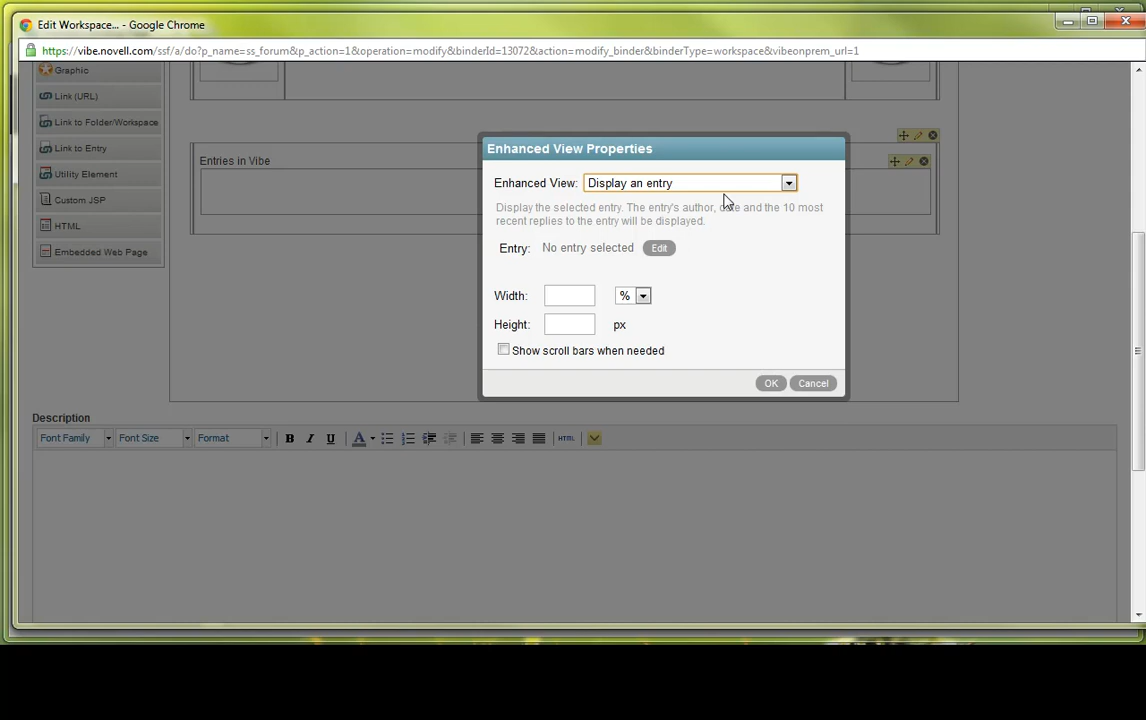 Edit Workspace... - Google Chrome
https://vibe.novell.com/ssf/a/do?p_name=ss_forum&p_action=1&operation=modify&binderId=13072&action=modify_binder&binderType=workspace&vibeonprem_url=1
Graphic
Link (URL)
Link to Folder/Workspace
Link to Entry
Utility Element
Custom JSP
HTML
Embedded Web Page
Entries in Vibe
Enhanced View Properties
Enhanced View: Display an entry
Display the selected entry. The entry's author, and the 10 most
recent replies to the entry will be displayed.
Entry: No entry selected Edit
Width: %
Height: px
Show scroll bars when needed
OK Cancel
Description
Font Family Font Size Format B I U A HTML